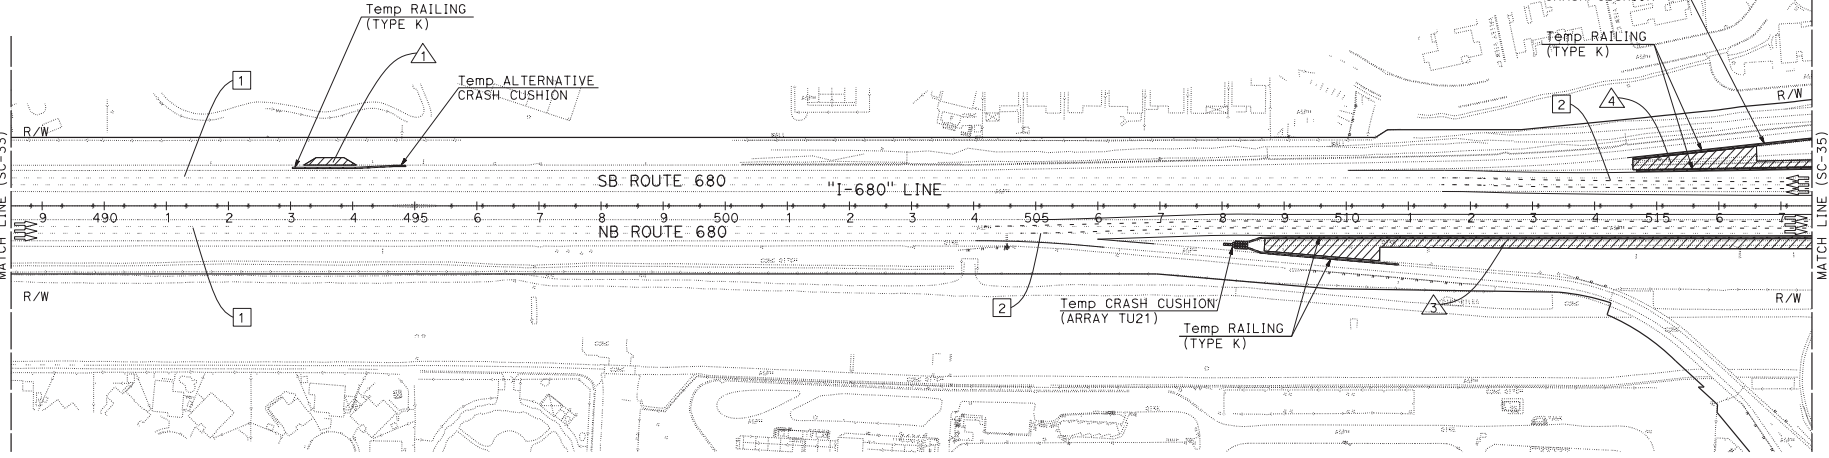 Temp RAILING
(TYPE K)
1
1
Temp ALTERNATIVE
CRASH CUSHION
Temp RAILING
(TYPE K)
2
4
R/W
R/W
MATCH LINE (SC-33)
MATCH LINE (SC-35)
SB ROUTE 680
"I-680" LINE
9 490 1 2 3 4 495 6 7 8 9 500 1 2 3 4 505 6 7 8 9 510 1 2 3 4 515 6 7
NB ROUTE 680
R/W
R/W
1
2
Temp CRASH CUSHION
(ARRAY TU21)
3
Temp RAILING
(TYPE K)